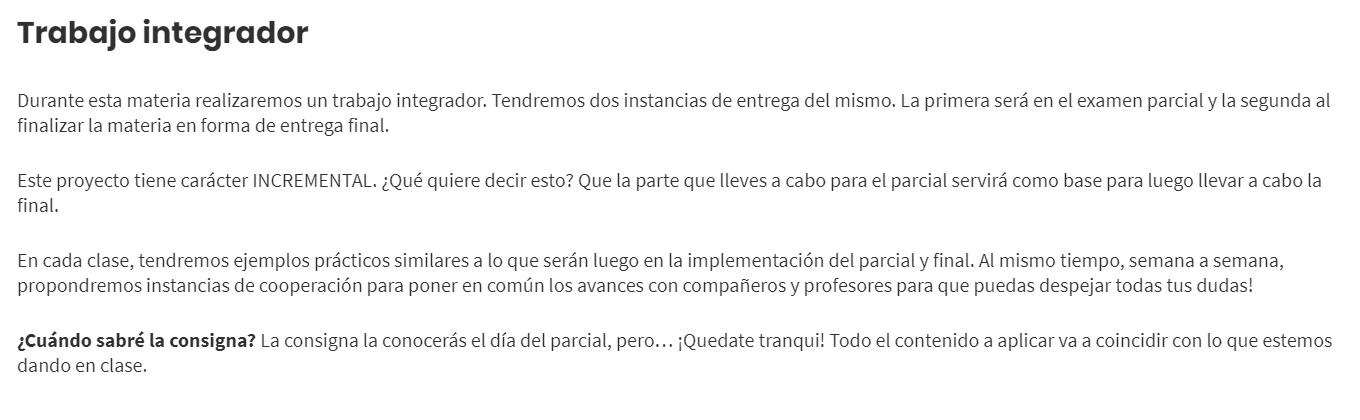 Trabajo integrador
Durante esta materia realizaremos un trabajo integrador. Tendremos dos instancias de entrega del mismo. La primera será en el examen parcial y la segunda al
finalizar la materia en forma de entrega final.
Este proyecto tiene carácter INCREMENTAL. ¿Qué quiere decir esto? Que la parte que lleves a cabo para el parcial servirá como base para luego llevar a cabo la
final.
En cada clase, tendremos ejemplos prácticos similares a lo que serán luego en la implementación del parcial y final. Al mismo tiempo, semana a semana,
propondremos instancias de cooperación para poner en común los avances con compañeros y profesores para que puedas despejar todas tus dudas!
¿Cuándo sabré la consigna? La consigna la conocerás el día del parcial, pero… ¡Quedate tranqui! Todo el contenido a aplicar va a coincidir con lo que estemos
dando en clase.